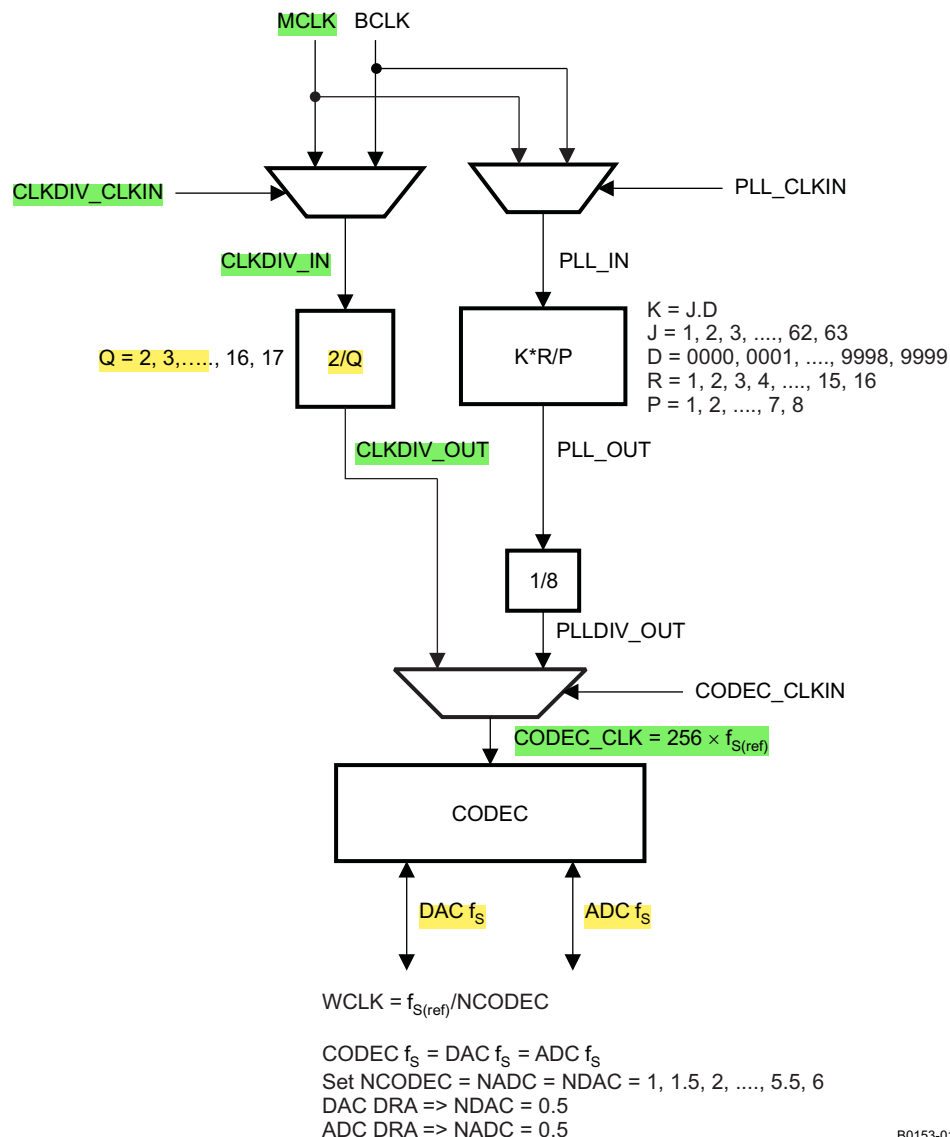 MCLK BCLK
CLKDIV_CLKIN
PLL_CLKIN
CLKDIV_IN
PLL_IN
Q = 2, 3,....., 16, 17
2/Q
K*R/P
K = J.D
J = 1, 2, 3, ...., 62, 63
D = 0000, 0001, ...., 9998, 9999
R = 1, 2, 3, 4, ...., 15, 16
P = 1, 2, ...., 7, 8
CLKDIV_OUT
PLL_OUT
1/8
PLLDIV_OUT
CODEC_CLKIN
CODEC_CLK = 256 × fS(ref)
CODEC
DAC fS
ADC fS
WCLK = fS(ref)/NCODEC
CODEC fS = DAC fS = ADC fS
Set NCODEC = NADC = NDAC = 1, 1.5, 2, ...., 5.5, 6
DAC DRA => NDAC = 0.5
ADC DRA => NADC = 0.5